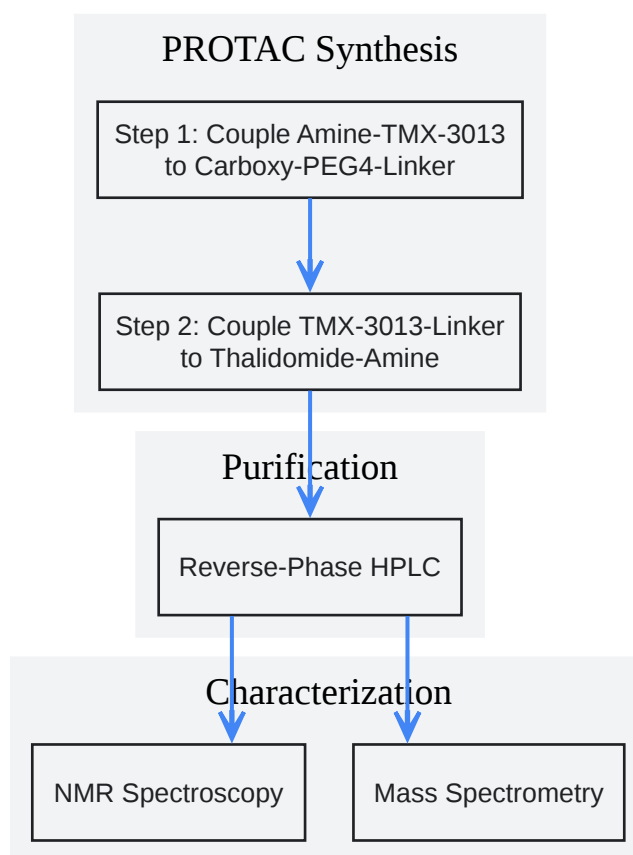 PROTAC Synthesis
Step 1: Couple Amine-TMX-3013
to Carboxy-PEG4-Linker
Step 2: Couple TMX-3013-Linker
to Thalidomide-Amine
Purification
Reverse-Phase HPLC
Characterization
NMR Spectroscopy
Mass Spectrometry